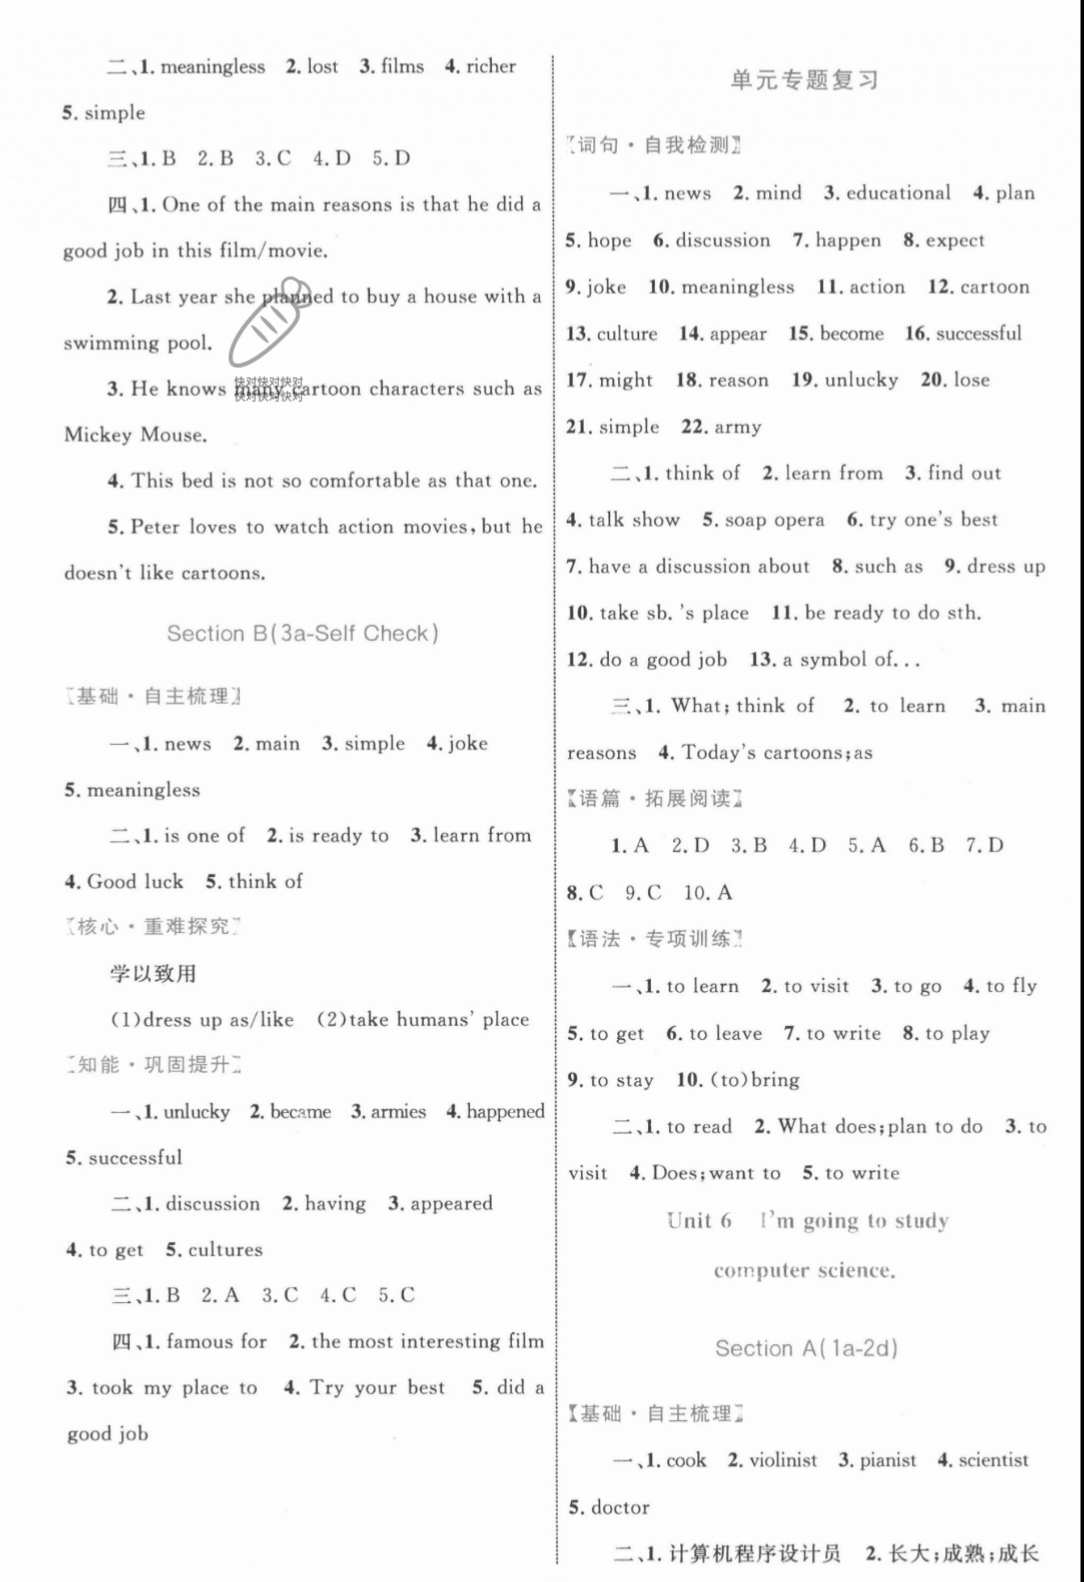 二、1. meaningless 2. lost 3. films 4. richer
5. simple
三、1. B 2. B 3. C 4. D 5. D
四、1. One of the main reasons is that he did a
good job in this film/movie.
2. Last year she planned to buy a house with a
swimming pool.
3. He knows many cartoon characters such as
快对快对快对
快对快对快对
Mickey Mouse.
4. This bed is not so comfortable as that one.
5. Peter loves to watch action movies, but he
doesn't like cartoons.
Section B(3a-Self Check)
【基础·自主梳理】
一、1. news 2. main 3. simple 4. joke
5. meaningless
二、1. is one of 2. is ready to 3. learn from
4. Good luck 5. think of
【核心·重难探究】
学以致用
(1)dress up as/like (2)take humans' place
【知能·巩固提升】
一、1. unlucky 2. became 3. armies 4. happened
5. successful
二、1. discussion 2. having 3. appeared
4. to get 5. cultures
三、1. B 2. A 3. C 4. C 5. C
四、1. famous for 2. the most interesting film
3. took my place to 4. Try your best 5. did a
good job
单元专题复习
【词句·自我检测】
一、1. news 2. mind 3. educational 4. plan
5. hope 6. discussion 7. happen 8. expect
9. joke 10. meaningless 11. action 12. cartoon
13. culture 14. appear 15. become 16. successful
17. might 18. reason 19. unlucky 20. lose
21. simple 22. army
二、1. think of 2. learn from 3. find out
4. talk show 5. soap opera 6. try one's best
7. have a discussion about 8. such as 9. dress up
10. take sb. 's place 11. be ready to do sth.
12. do a good job 13. a symbol of...
三、1. What; think of 2. to learn 3. main
reasons 4. Today's cartoons;as
【语篇·拓展阅读】
1. A 2. D 3. B 4. D 5. A 6. B 7. D
8. C 9. C 10. A
【语法·专项训练】
一、1. to learn 2. to visit 3. to go 4. to fly
5. to get 6. to leave 7. to write 8. to play
9. to stay 10. (to)bring
二、1. to read 2. What does;plan to do 3. to
visit 4. Does;want to 5. to write
Unit 6 I'm going to study
computer science.
Section A(1a-2d)
【基础·自主梳理】
一、1. cook 2. violinist 3. pianist 4. scientist
5. doctor
二、1. 计算机程序设计员 2. 长大;成熟;成长